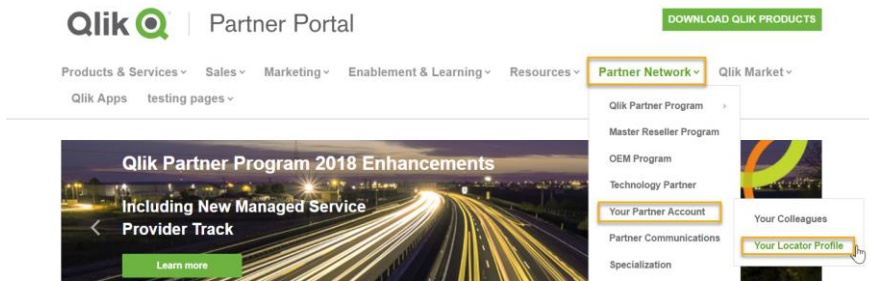 Qlik Partner Portal
DOWNLOAD QLIK PRODUCTS
Products & Services Sales Marketing Enablement & Learning Resources Partner Network Qlik Market
Qlik Apps testing pages
Qlik Partner Program
Master Reseller Program
OEM Program
Technology Partner
Your Partner Account
Partner Communications
Specialization
Your Colleagues
Your Locator Profile
Qlik Partner Program 2018 Enhancements
Including New Managed Service
Provider Track
Learn more